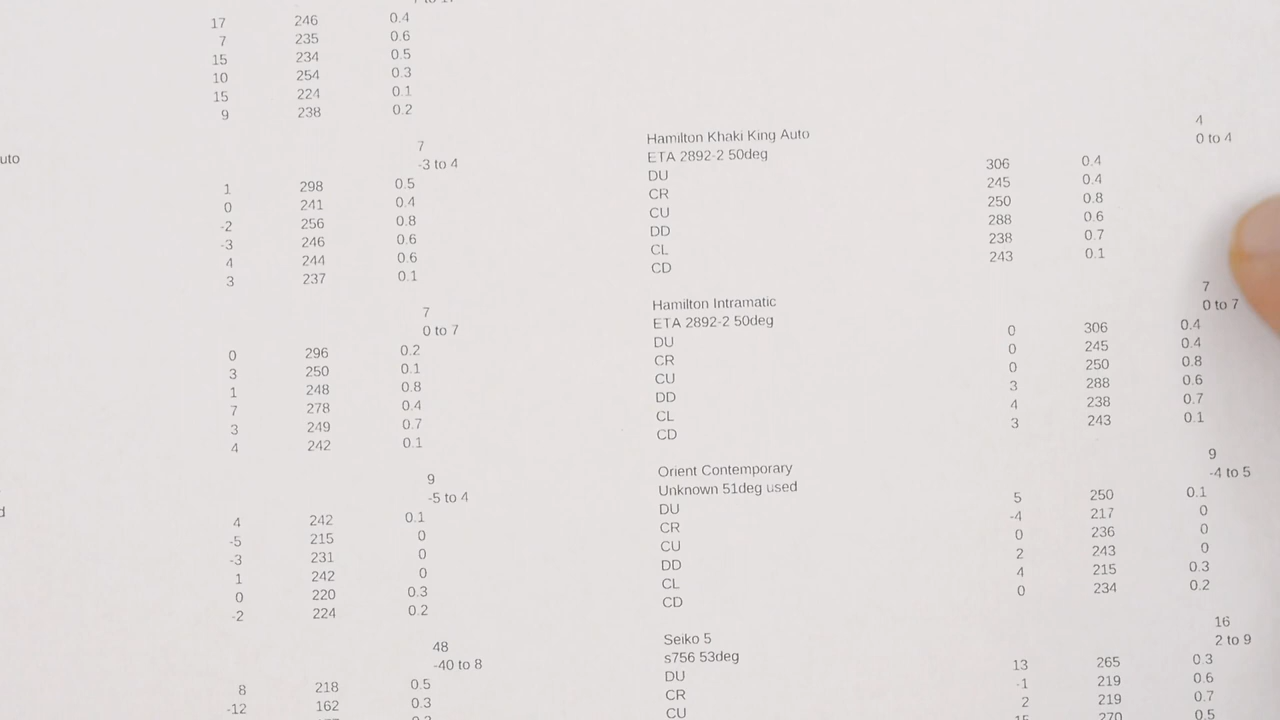 17 246 0.4
7 235 0.6
15 234 0.5
10 254 0.3
15 224 0.1
9 238 0.2
7
-3 to 4
1 298 0.5
0 241 0.4
-2 256 0.8
-3 246 0.6
4 244 0.6
3 237 0.1
7
0 to 7
0 296 0.2
3 250 0.1
1 248 0.8
7 278 0.4
3 249 0.7
4 242 0.1
9
-5 to 4
4 242 0.1
-5 215 0
-3 231 0
1 242 0
0 220 0.3
-2 224 0.2
48
-40 to 8
8 218 0.5
-12 162 0.3
Hamilton Khaki King Auto 4
ETA 2892-2 50deg 0 to 4
DU 306 0.4
CR 245 0.4
CU 250 0.8
DD 288 0.6
CL 238 0.7
CD 243 0.1
Hamilton Intramatic 7
ETA 2892-2 50deg 0 to 7
DU 0 306 0.4
CR 0 245 0.4
CU 0 250 0.8
DD 3 288 0.6
CL 4 238 0.7
CD 3 243 0.1
Orient Contemporary 9
Unknown 51deg used -4 to 5
DU 5 250 0.1
CR -4 217 0
CU 0 236 0
DD 2 243 0
CL 4 215 0.3
CD 0 234 0.2
Seiko 5 16
s756 53deg 2 to 9
DU 13 265 0.3
CR -1 219 0.6
CU 2 219 0.7
15 270 0.5